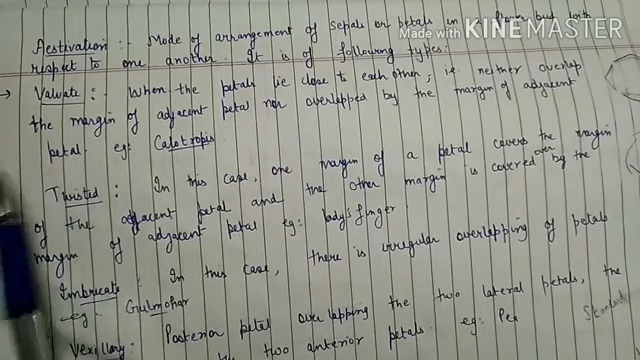 Made with KINEMASTER
Aestivation :- Mode of arrangement of sepals or petals in a flower bud with
respect to one another. It is of following types.
→ Valvate :- When the petals lie close to each other, ie neither overlap
the margin of adjacent petal nor overlapped by the margin of adjacent
petal. eg: Calotropis
Twisted : In this case, one margin of a petal covers the margin
of the adjacent petal and the other margin is covered over by the
margin of adjacent petal eg: lady's finger
Imbricate : In this case, there is irregular overlapping of petals
eg: Gulmohar
Vexillary: Posterior petal overlapping the two lateral petals, the
by two anterior petals. eg: Pea Standard